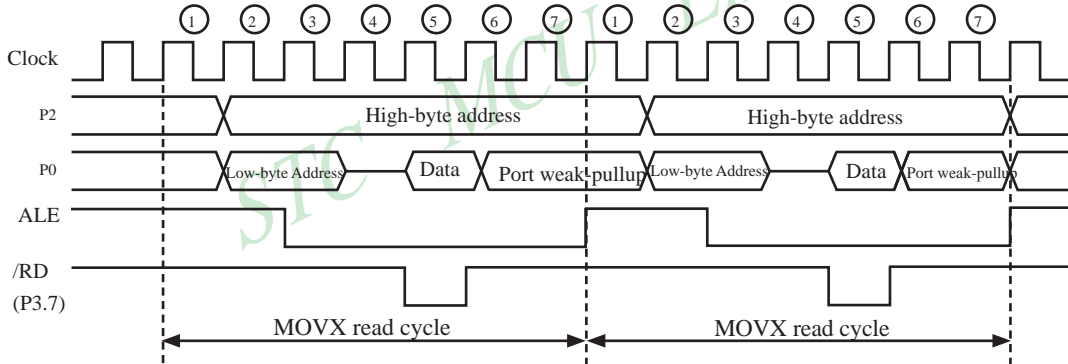 1 2 3 4 5 6 7 1 2 3 4 5 6 7
Clock
P2 High-byte address High-byte address
P0 Low-byte Address Data Port weak-pullup Low-byte Address Data Port weak-pullup
ALE
/RD
(P3.7)
MOVX read cycle MOVX read cycle
STC MCU